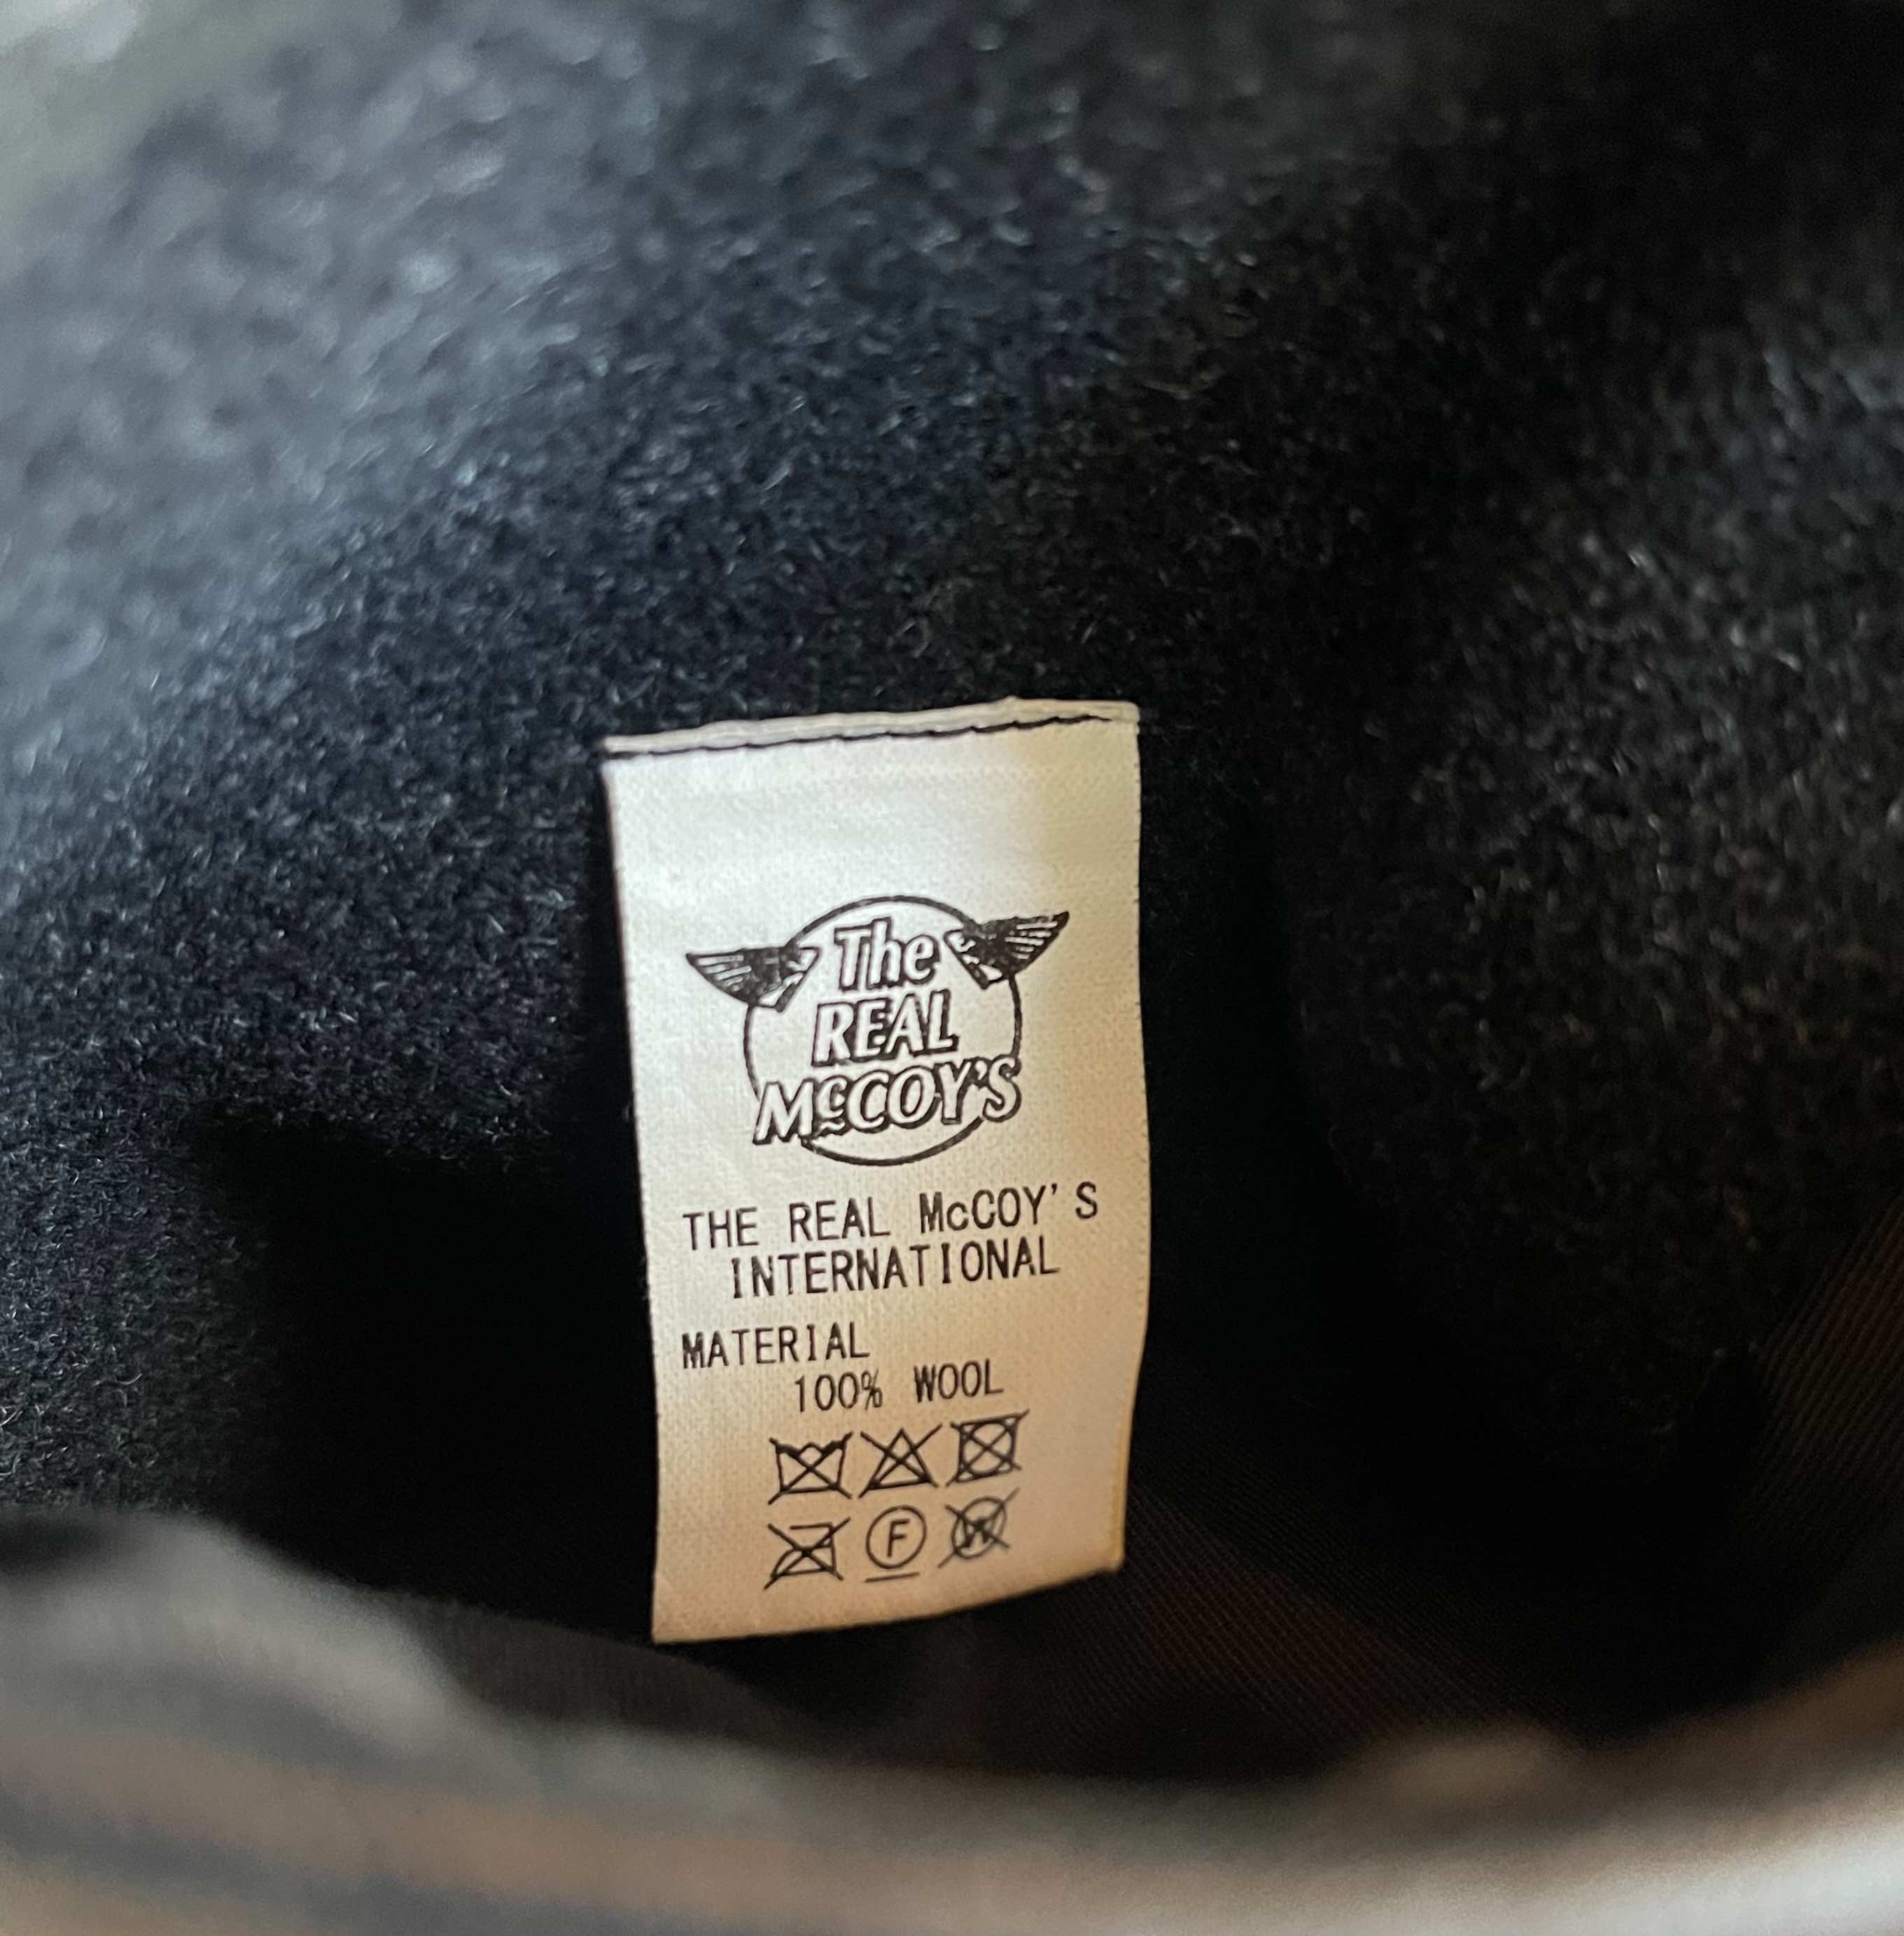 The
REAL
McCOY'S
THE REAL McCOY'S
INTERNATIONAL
MATERIAL
100% WOOL
F
W